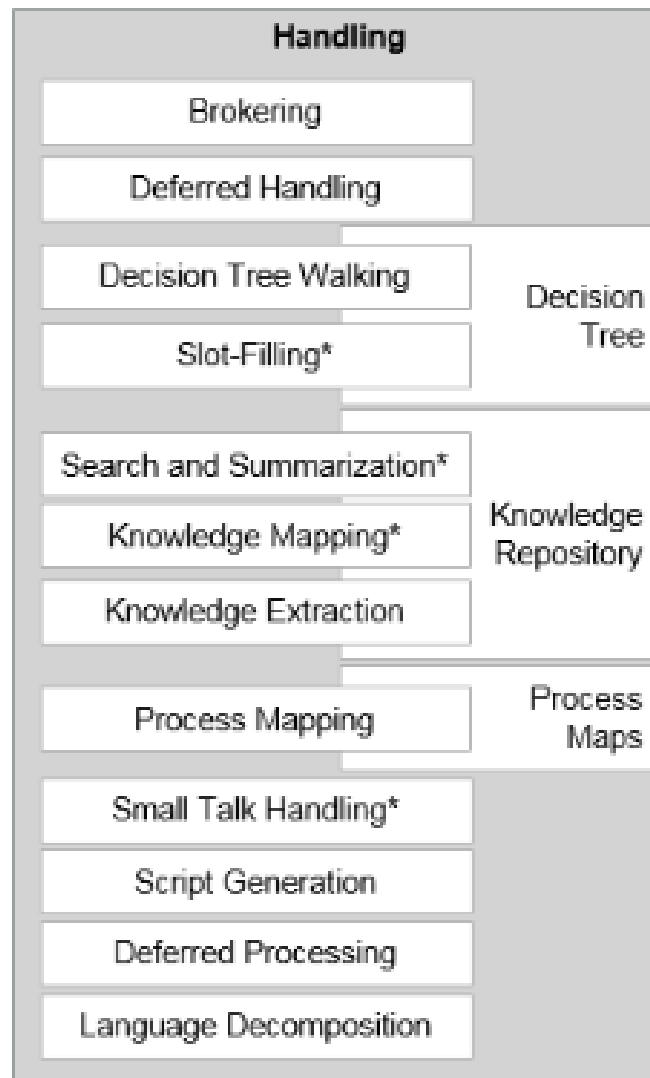 Handling
Brokering
Deferred Handling
Decision Tree Walking
Slot-Filling*
Decision
Tree
Search and Summarization*
Knowledge Mapping*
Knowledge Extraction
Knowledge
Repository
Process Mapping
Process
Maps
Small Talk Handling*
Script Generation
Deferred Processing
Language Decomposition